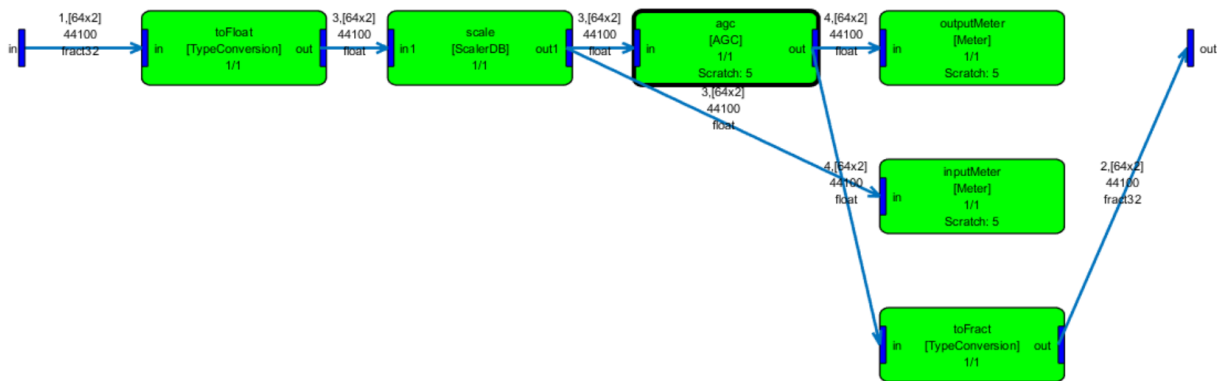 in
1,[64x2]
44100
fract32
toFloat
in [TypeConversion] out
1/1
3,[64x2]
44100
float
scale
in1 [ScalerDB] out1
1/1
3,[64x2]
44100
float
agc
in [AGC] out
1/1
Scratch: 5
4,[64x2]
44100
float
outputMeter
in [Meter]
1/1
Scratch: 5
out
3,[64x2]
44100
float
4,[64x2]
44100
float
inputMeter
in [Meter]
1/1
Scratch: 5
2,[64x2]
44100
fract32
toFract
in [TypeConversion] out
1/1